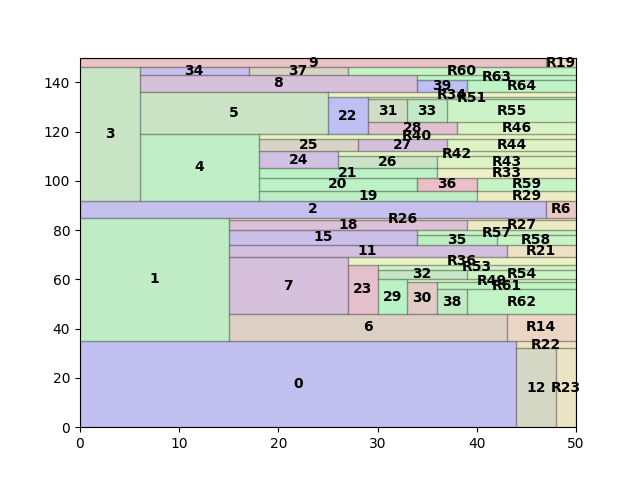 9 R19
34 37 R60
140 8 R63
39 R64
R34 R51
5 22 31 33 R55
120 3 28 R46
R40
25 27 R44
4 24 26 R42 R43
21 R33
100 20 36 R59
19 R29
2 R6
R26
80 18 R27
15 35 R57 R58
11 R21
R36
60 1 7 32 R53 R54
R49 R61
23 29 30 38 R62
40 6 R14
R22
20 0 12 R23
0
0 10 20 30 40 50